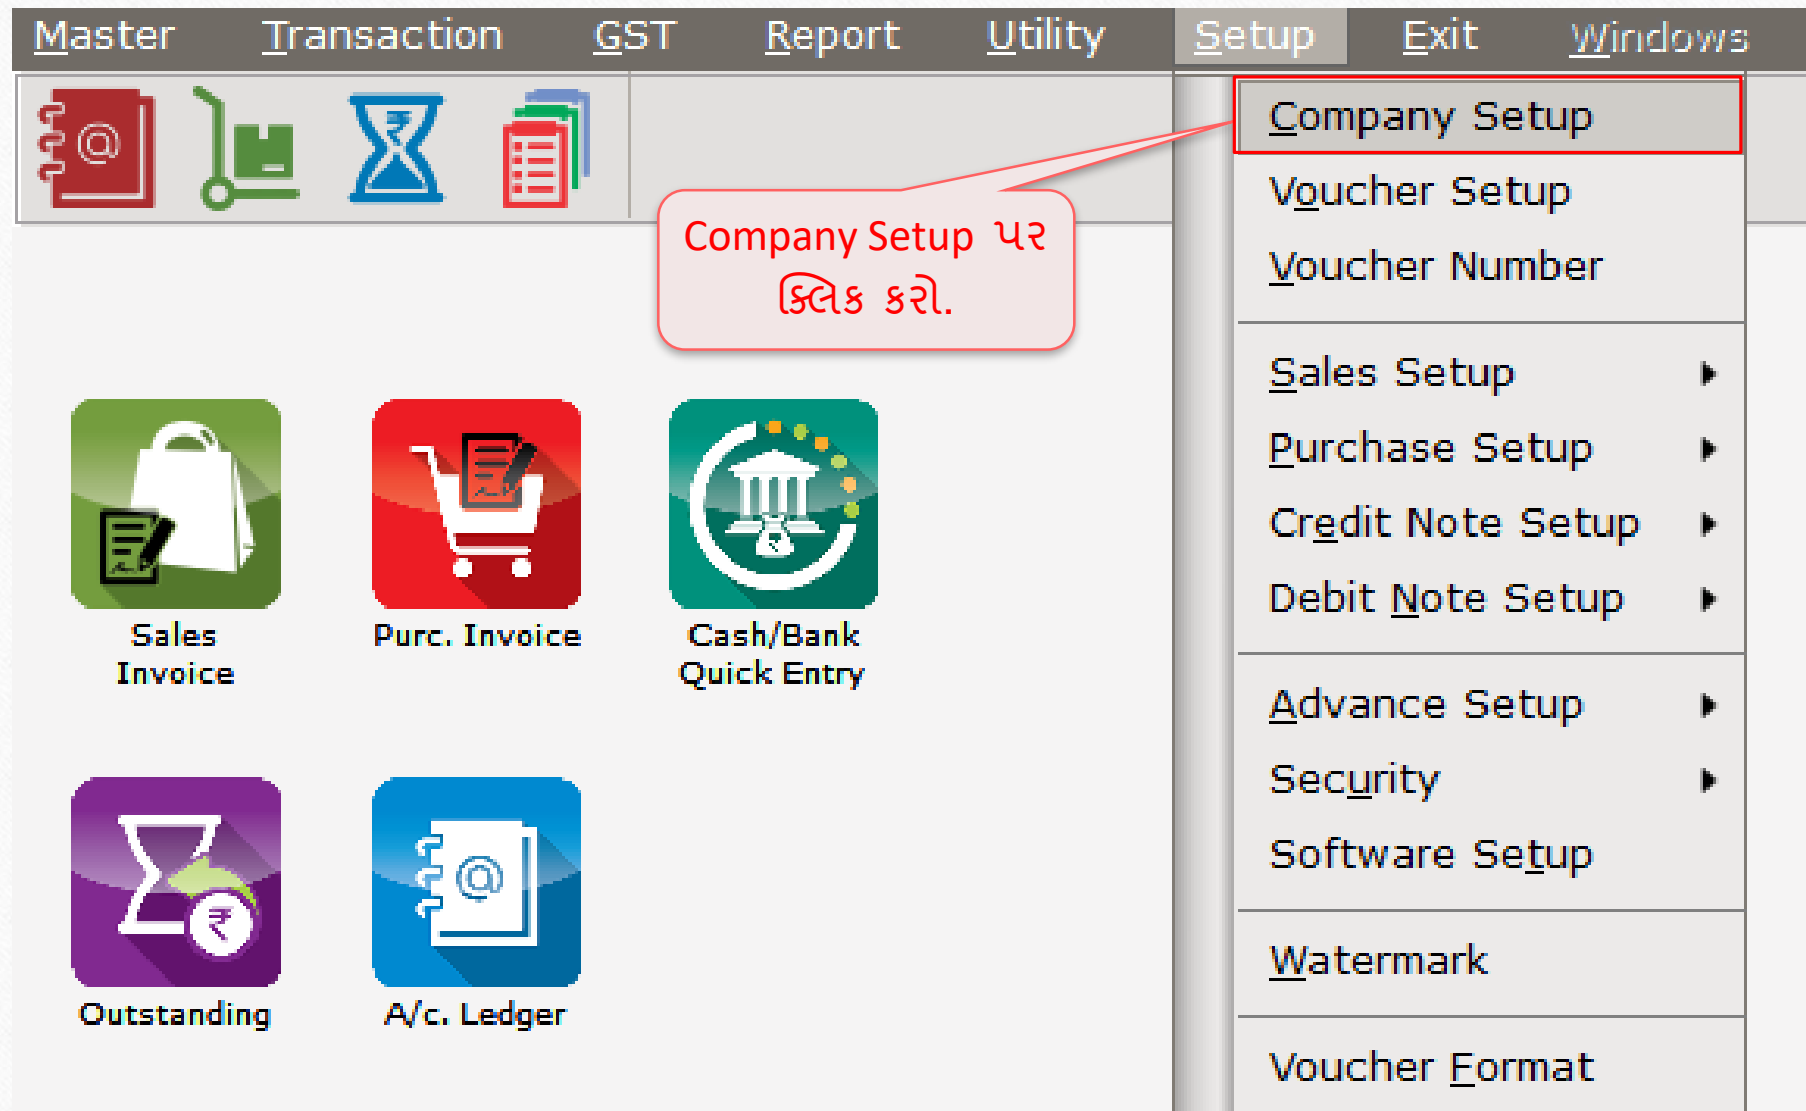 Master Transaction GST Report Utility Setup Exit Windows
Company Setup
Voucher Setup
Voucher Number
Sales Setup
Purchase Setup
Credit Note Setup
Debit Note Setup
Advance Setup
Security
Software Setup
Watermark
Voucher Format
Company Setup પર
ક્લિક કરો.
Sales
Invoice
Purc. Invoice
Cash/Bank
Quick Entry
Outstanding
A/c. Ledger